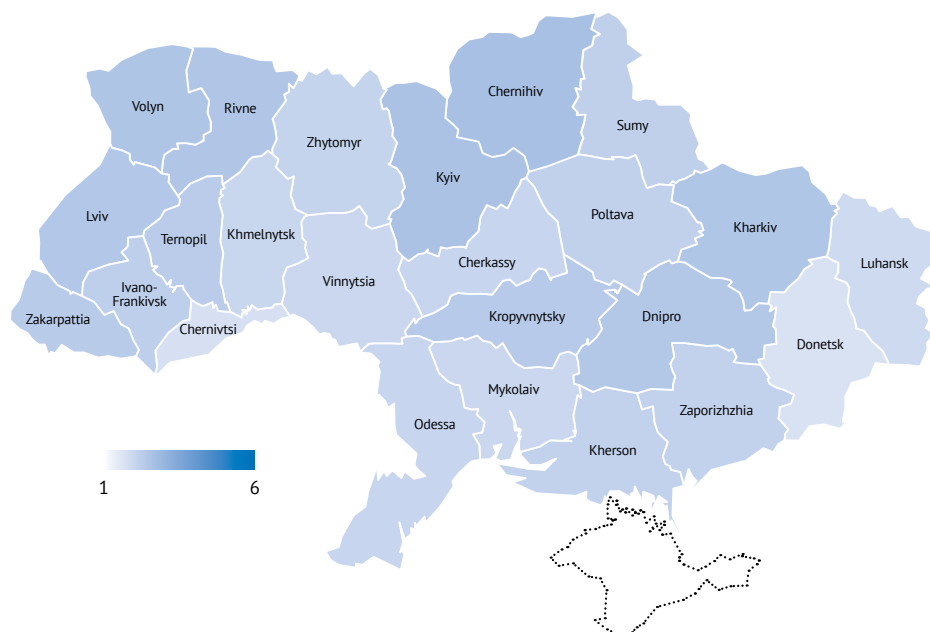 Chernihiv
Volyn
Rivne
Sumy
Zhytomyr
Kyiv
Lviv
Poltava
Kharkiv
Ternopil
Khmelnytsk
Cherkassy
Luhansk
Vinnytsia
Ivano-
Frankivsk
Zakarpattia
Chernivtsi
Kropyvnytsky
Dnipro
Donetsk
Mykolaiv
Zaporizhzhia
Odessa
Kherson
1
6